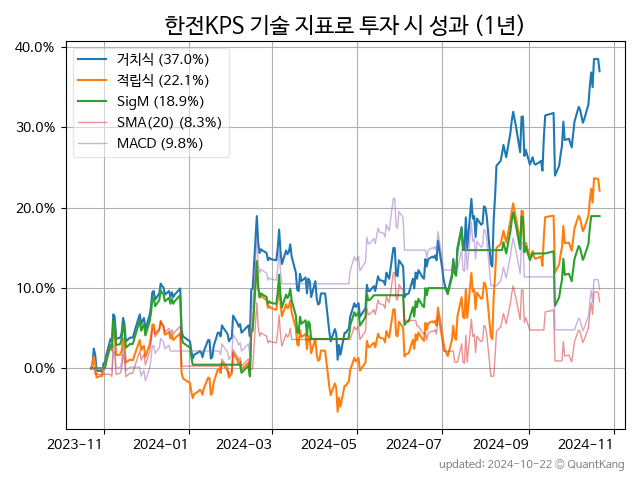 한전KPS 기술 지표로 투자 시 성과 (1년)
40.0%
30.0%
20.0%
10.0%
0.0%
거치식 (37.0%)
적립식 (22.1%)
SigM (18.9%)
SMA(20) (8.3%)
MACD (9.8%)
2023-11 2024-01 2024-03 2024-05 2024-07 2024-09 2024-11
updated: 2024-10-22 © QuantKang